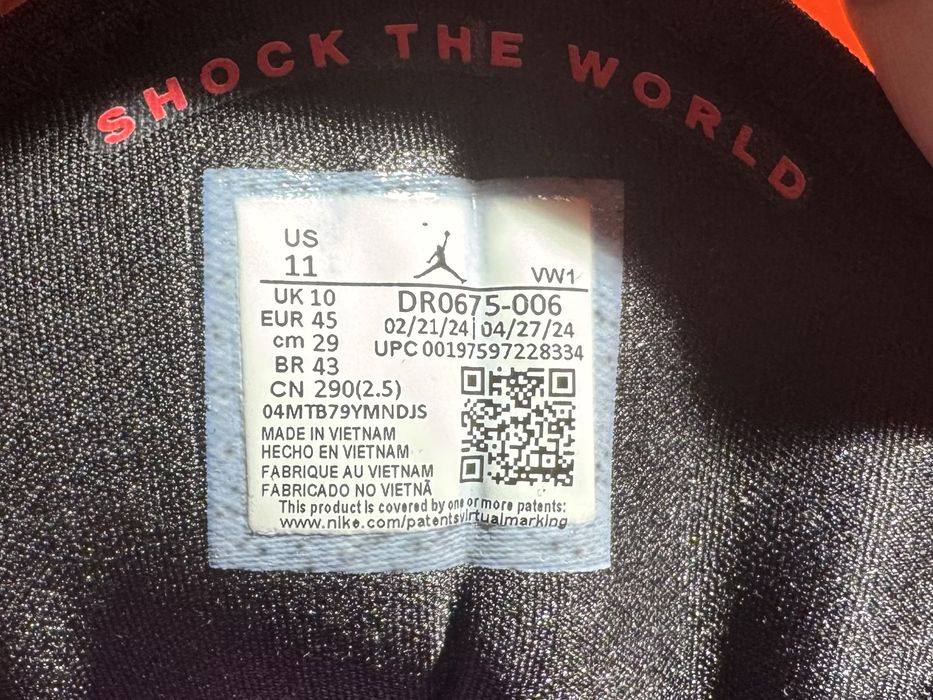 SHOCK THE WORLD
US
11
VW1
UK 10
DR0675-006
EUR 45
02/21/24 04/27/24
cm 29
UPC 00197597228334
BR 43
CN 290(2.5)
04MTB79YMNDJS
MADE IN VIETNAM
HECHO EN VIETNAM
FABRIQUE AU VIETNAM
FABRICADO NO VIETNÃ
This product is covered by one or more patents:
www.nike.com/patentsvirtualmarking